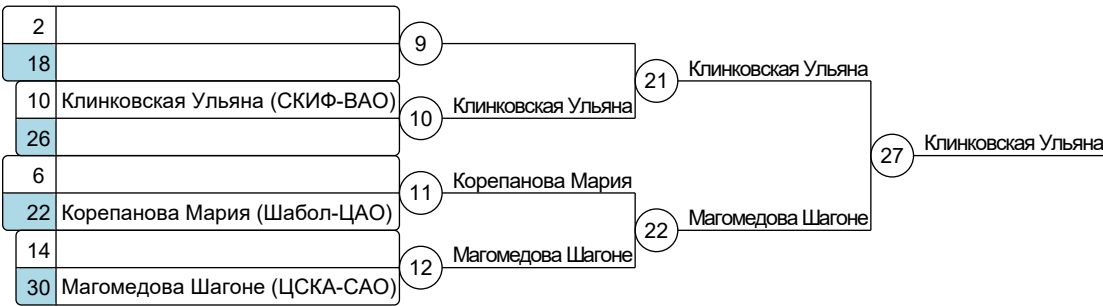 2
18
9
10 Клинковская Ульяна (СКИФ-ВАО)
26
10
Клинковская Ульяна
21
Клинковская Ульяна
6
22 Корепанова Мария (Шабол-ЦАО)
11
Корепанова Мария
14
30 Магомедова Шагоне (ЦСКА-САО)
12
Магомедова Шагоне
22
Магомедова Шагоне
27
Клинковская Ульяна